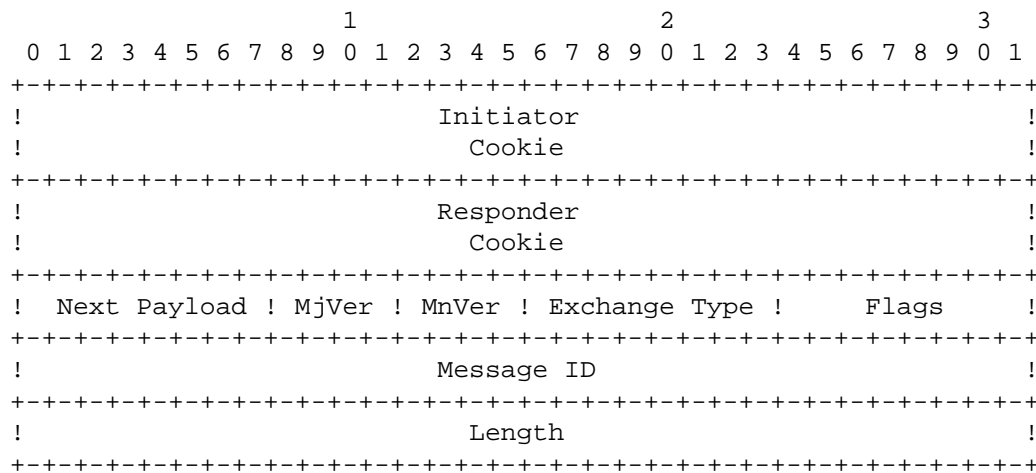 1                   2                   3
 0 1 2 3 4 5 6 7 8 9 0 1 2 3 4 5 6 7 8 9 0 1 2 3 4 5 6 7 8 9 0 1
+-+-+-+-+-+-+-+-+-+-+-+-+-+-+-+-+-+-+-+-+-+-+-+-+-+-+-+-+-+-+-+-+
!                          Initiator                            !
!                            Cookie                             !
+-+-+-+-+-+-+-+-+-+-+-+-+-+-+-+-+-+-+-+-+-+-+-+-+-+-+-+-+-+-+-+-+
!                          Responder                            !
!                            Cookie                             !
+-+-+-+-+-+-+-+-+-+-+-+-+-+-+-+-+-+-+-+-+-+-+-+-+-+-+-+-+-+-+-+-+
!  Next Payload ! MjVer ! MnVer ! Exchange Type !     Flags     !
+-+-+-+-+-+-+-+-+-+-+-+-+-+-+-+-+-+-+-+-+-+-+-+-+-+-+-+-+-+-+-+-+
!                          Message ID                           !
+-+-+-+-+-+-+-+-+-+-+-+-+-+-+-+-+-+-+-+-+-+-+-+-+-+-+-+-+-+-+-+-+
!                            Length                             !
+-+-+-+-+-+-+-+-+-+-+-+-+-+-+-+-+-+-+-+-+-+-+-+-+-+-+-+-+-+-+-+-+